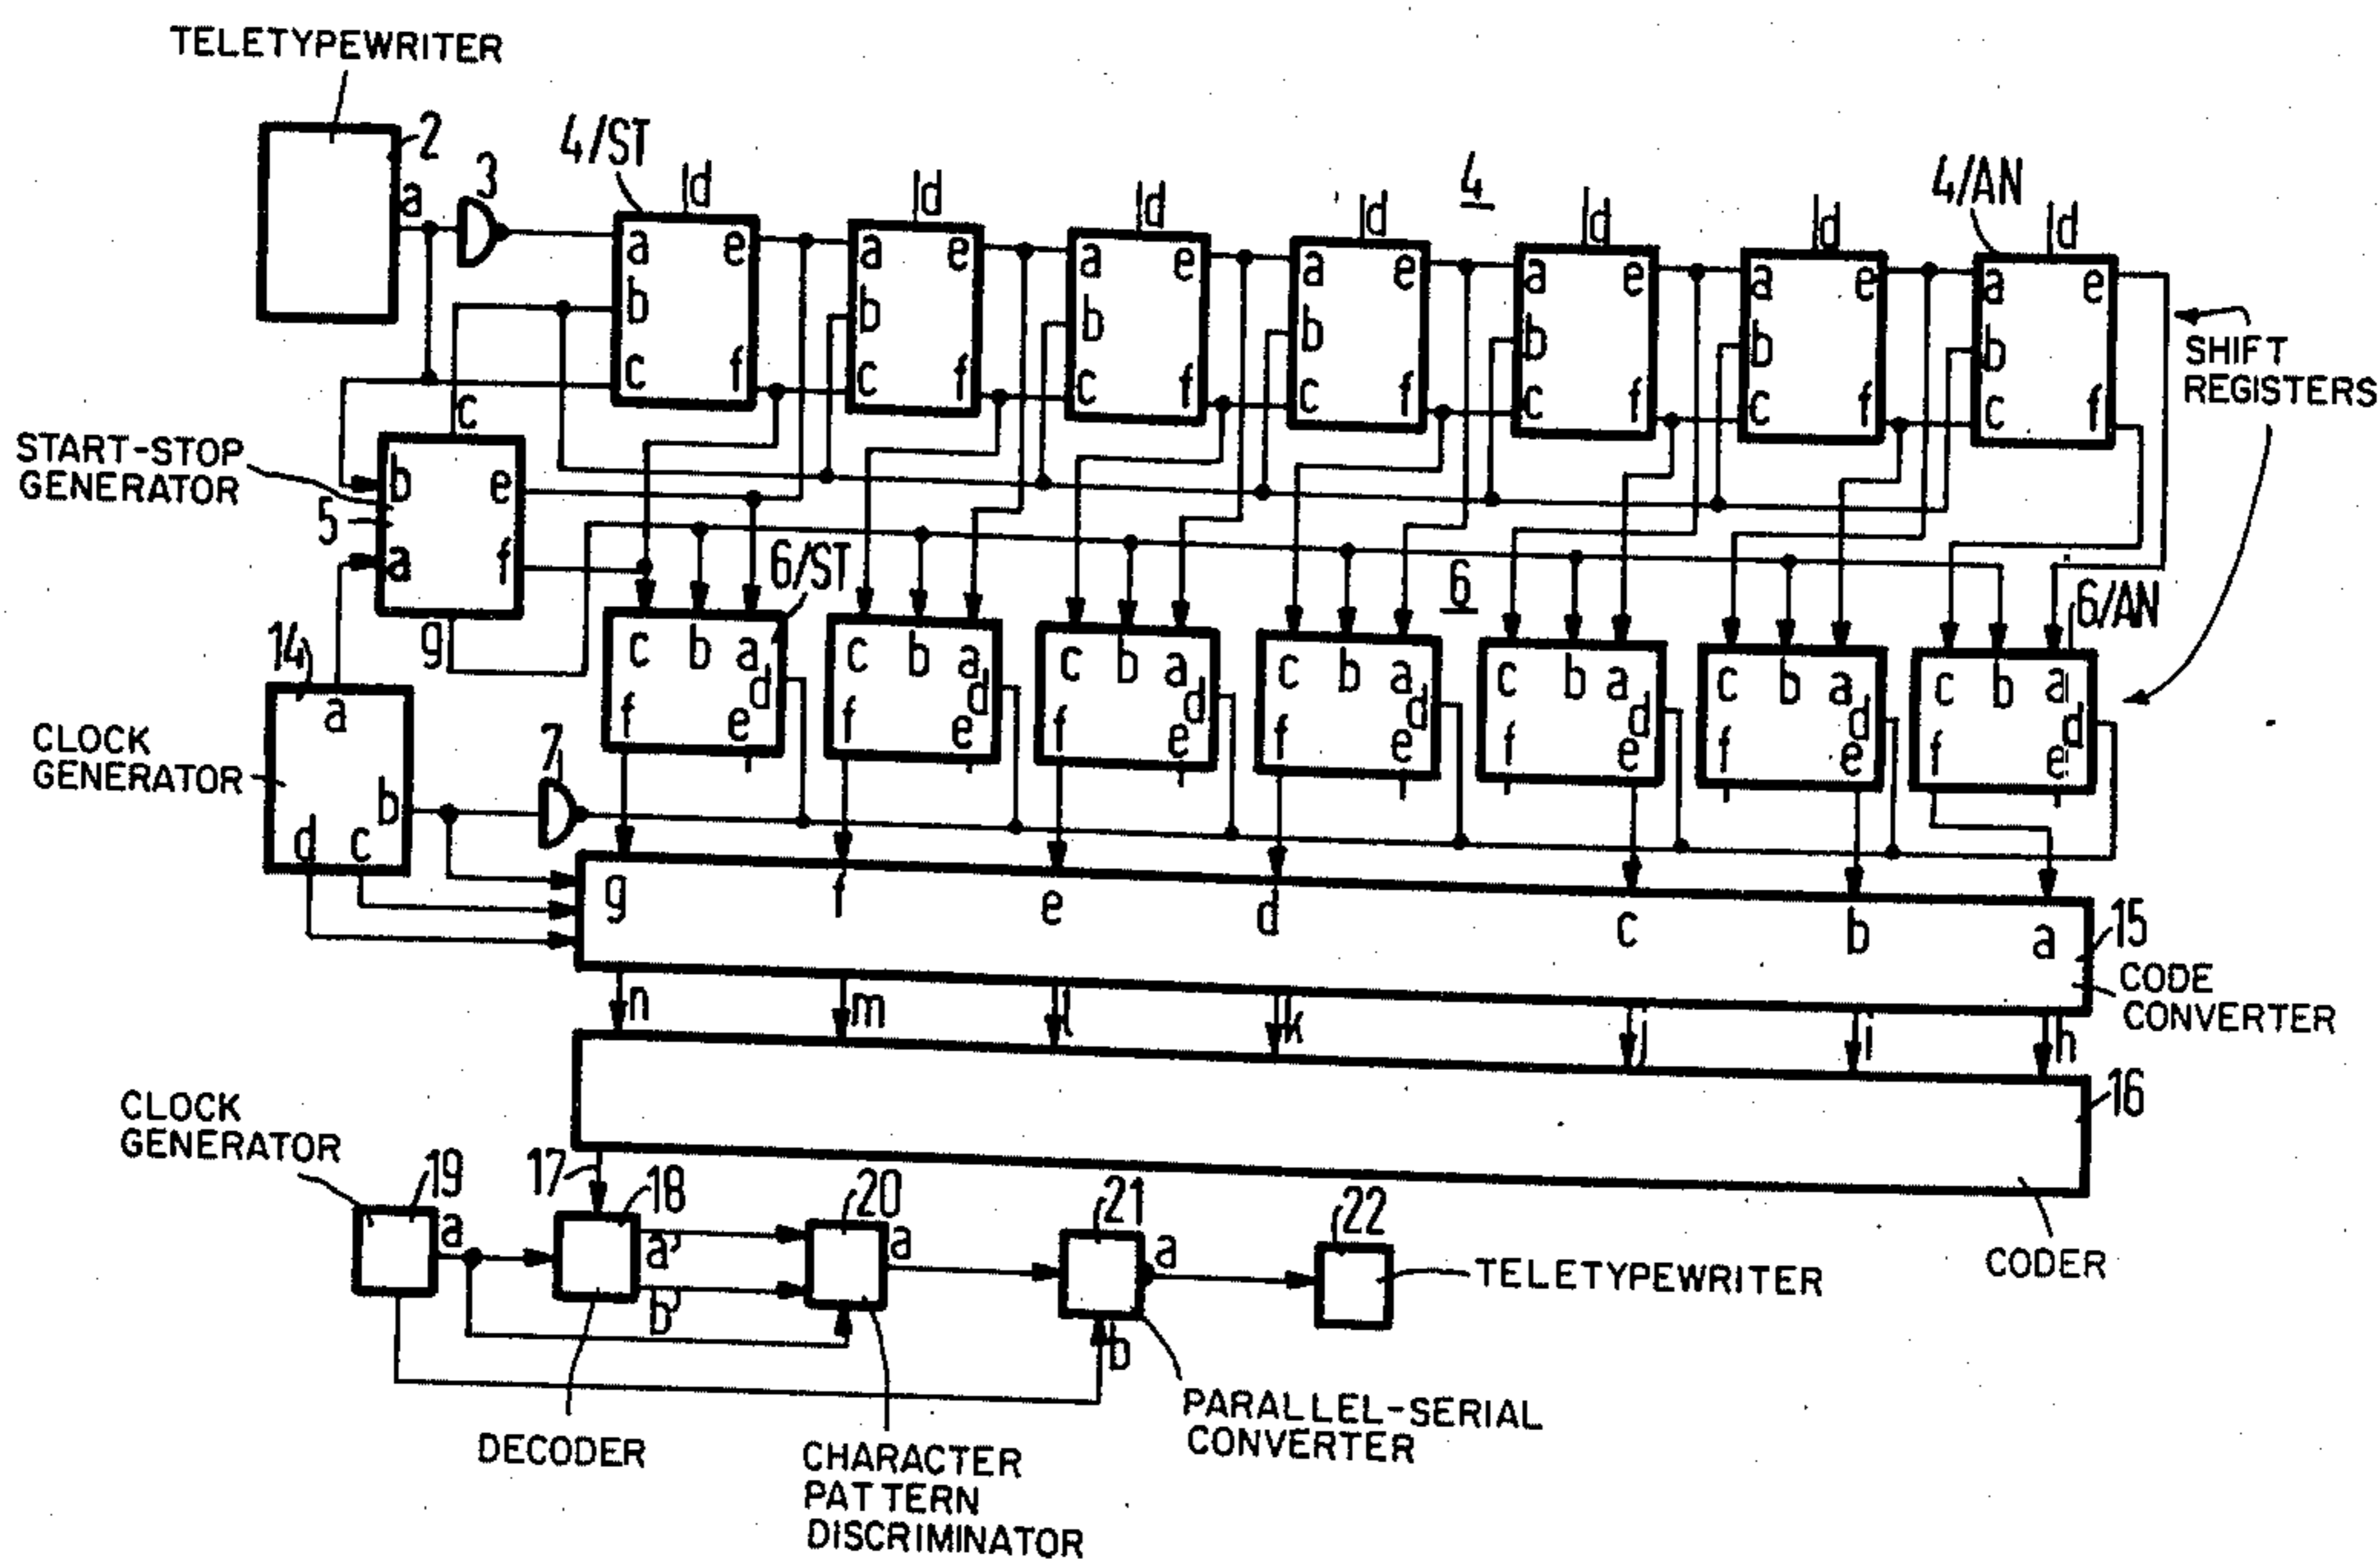 TELETYPEWRITER
2
a
3
4/ST
d
d
d
d
4
d
d
4/AN
d
a e
b
c f
a e
b
c f
a e
b
c f
a e
b
c f
a e
b
c f
a e
b
c f
a e
b
c f
SHIFT
REGISTERS
START-STOP
GENERATOR
5
c
b e
a f
g
6/ST
6
6/AN
c b a
d
f e
c b a
d
f e
c b a
d
f e
c b a
d
f e
c b a
d
f e
c b a
d
f e
c b a
d
f e
14
a
CLOCK
GENERATOR
b
d c
7
g f e d c b a
15
CODE
CONVERTER
n m l k j i h
16
CODER
CLOCK
GENERATOR
19
a
17
18
a'
b'
20
a
21
a
b
22
TELETYPEWRITER
DECODER
CHARACTER
PATTERN
DISCRIMINATOR
PARALLEL-SERIAL
CONVERTER